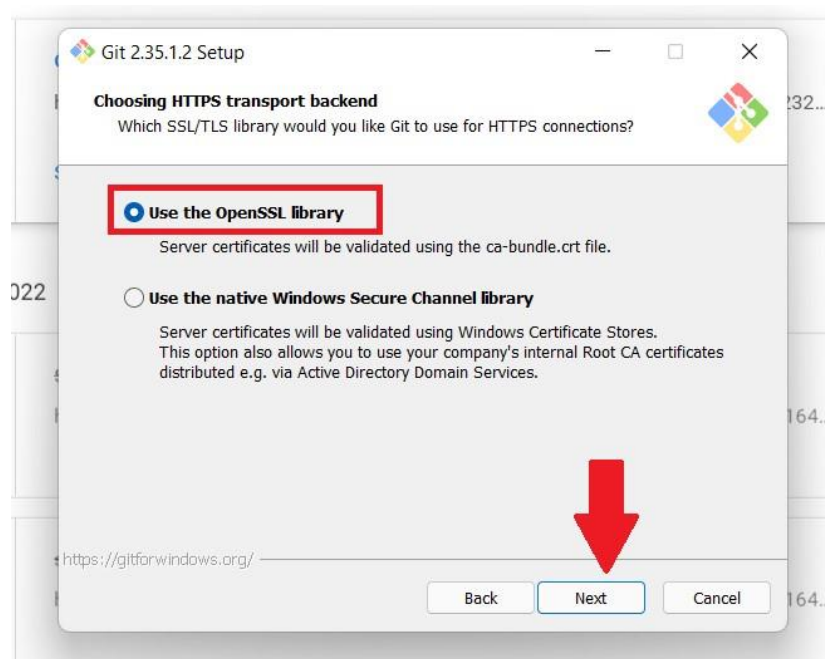 Git 2.35.1.2 Setup
Choosing HTTPS transport backend
Which SSL/TLS library would you like Git to use for HTTPS connections?
232...
Use the OpenSSL library
Server certificates will be validated using the ca-bundle.crt file.
022
Use the native Windows Secure Channel library
Server certificates will be validated using Windows Certificate Stores.
This option also allows you to use your company's internal Root CA certificates
distributed e.g. via Active Directory Domain Services.
164..
https://gitforwindows.org/
Back Next Cancel
164..